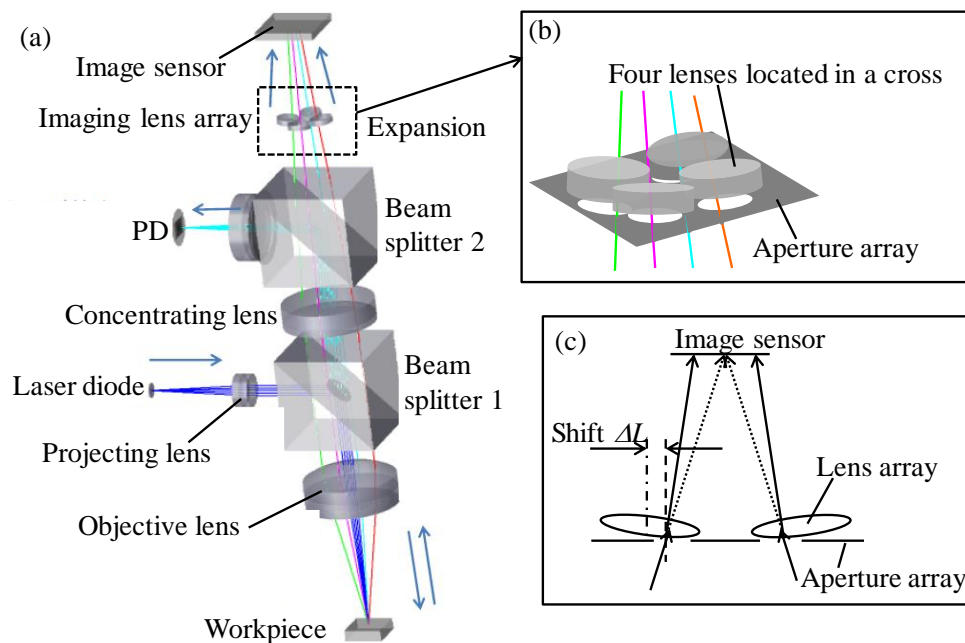 (a)
Image sensor
Imaging lens array
Expansion
PD
Beam
splitter 2
Concentrating lens
Laser diode
Beam
splitter 1
Projecting lens
Objective lens
Workpiece
(b)
Four lenses located in a cross
Aperture array
(c)
Image sensor
Shift ΔL
Lens array
Aperture array